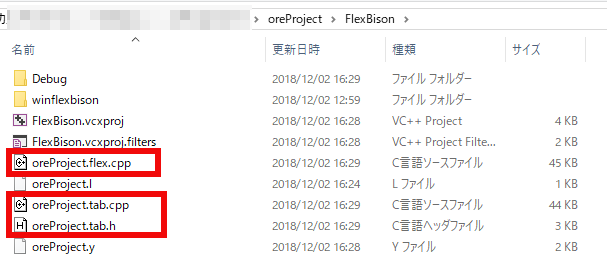 oreProject > FlexBison >
名前 更新日時 種類 サイズ
Debug 2018/12/02 16:29 ファイル フォルダー
winflexbison 2018/12/02 12:59 ファイル フォルダー
FlexBison.vcxproj 2018/12/02 16:28 VC++ Project 4 KB
FlexBison.vcxproj.filters 2018/12/02 16:28 VC++ Project Filte... 2 KB
oreProject.flex.cpp 2018/12/02 16:29 C言語ソースファイル 45 KB
oreProject.l 2018/12/02 16:24 L ファイル 1 KB
oreProject.tab.cpp 2018/12/02 16:29 C言語ソースファイル 44 KB
oreProject.tab.h 2018/12/02 16:29 C言語ヘッダファイル 3 KB
oreProject.y 2018/12/02 16:28 Y ファイル 2 KB